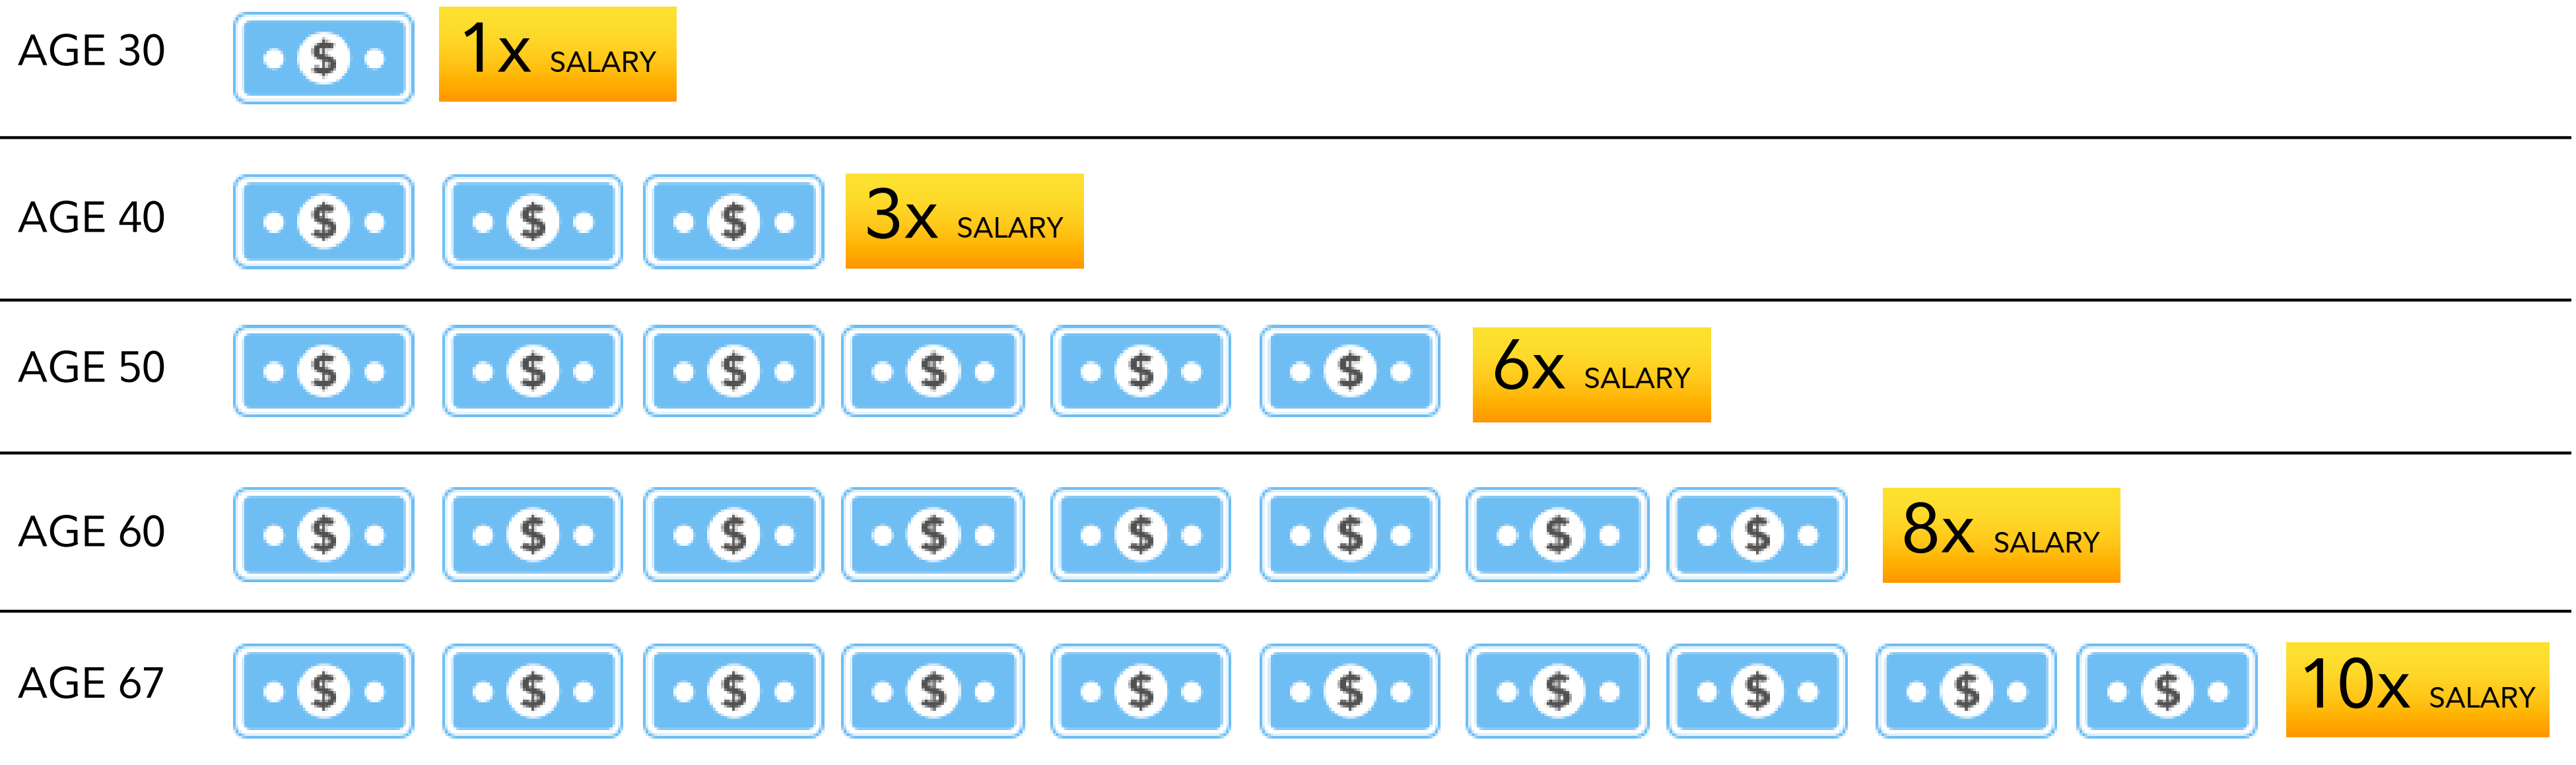 AGE 30 $ 1x SALARY
AGE 40 $ $ $ 3x SALARY
AGE 50 $ $ $ $ $ $ 6x SALARY
AGE 60 $ $ $ $ $ $ $ $ 8x SALARY
AGE 67 $ $ $ $ $ $ $ $ $ $ 10x SALARY